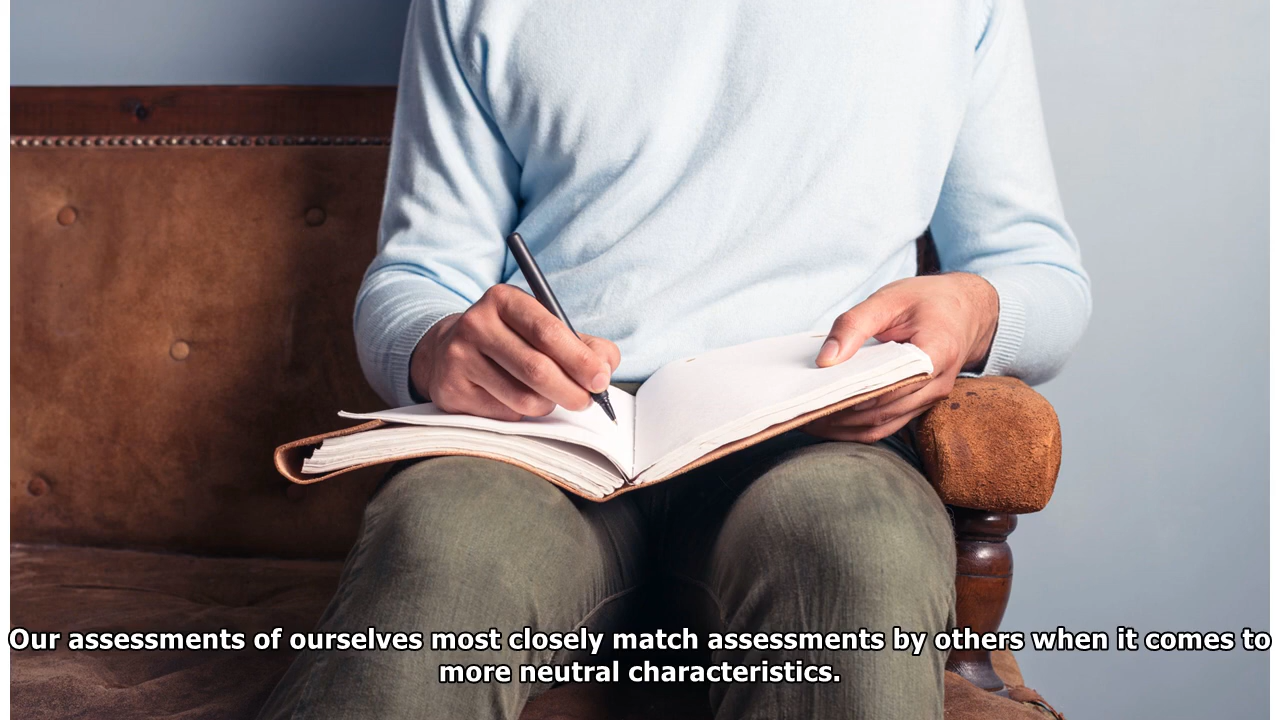 Our assessments of ourselves most closely match assessments by others when it comes to
more neutral characteristics.